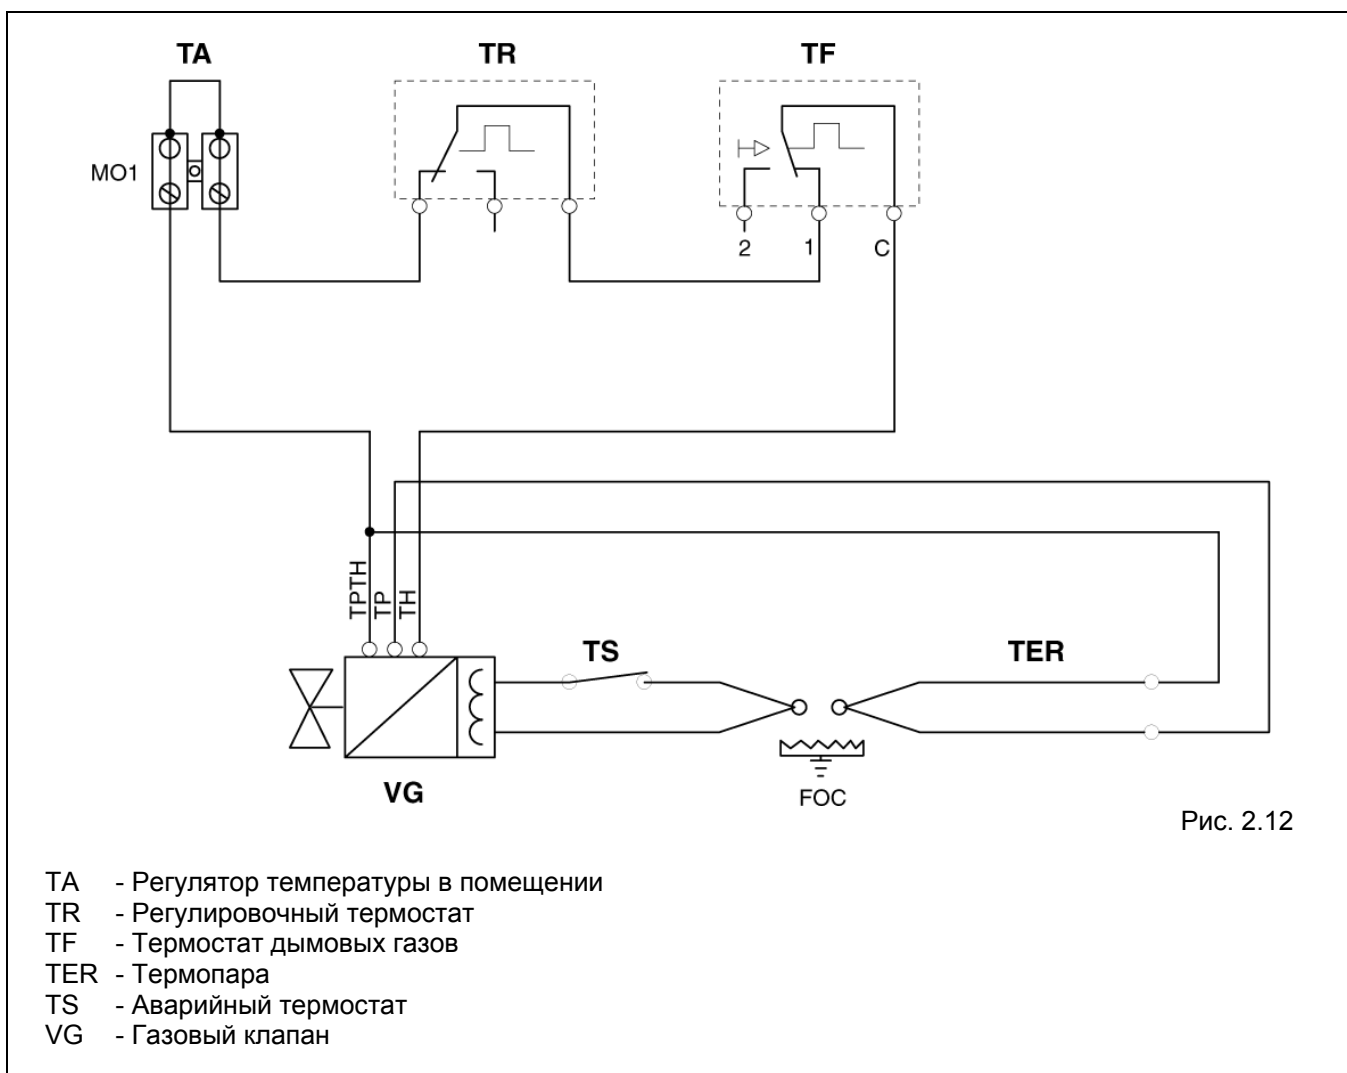 TA
TR
TF
MO1
2
1
C
TPTH
TP
TH
TS
TER
VG
FOC
Рис. 2.12
TA - Регулятор температуры в помещении
TR - Регулировочный термостат
TF - Термостат дымовых газов
TER - Термопара
TS - Аварийный термостат
VG - Газовый клапан